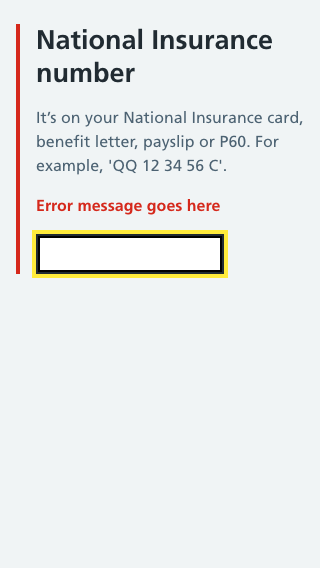 National Insurance
number
It’s on your National Insurance card,
benefit letter, payslip or P60. For
example, 'QQ 12 34 56 C'.
Error message goes here